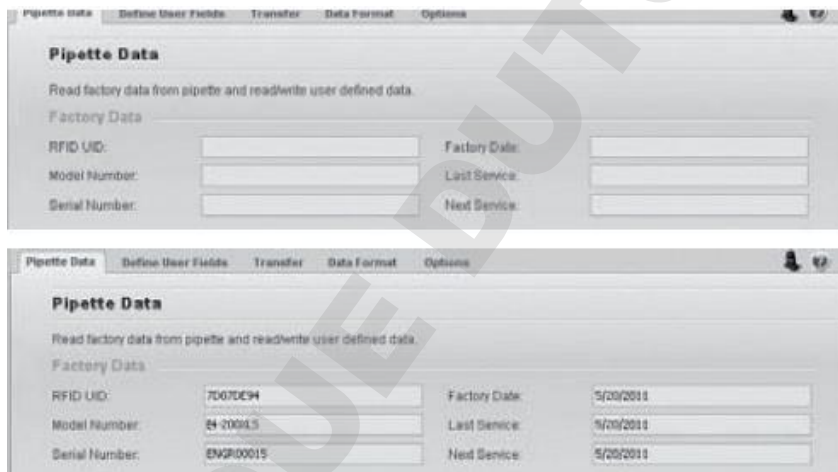 Pipette Data Define User Fields Transfer Data Format Options
Pipette Data
Read factory data from pipette and read/write user defined data.
Factory Data
RFID UID: Factory Date:
Model Number: Last Service:
Serial Number: Next Service:
Pipette Data Define User Fields Transfer Data Format Options
Pipette Data
Read factory data from pipette and read/write user defined data.
Factory Data
RFID UID: 7D07DE94 Factory Date: 5/20/2011
Model Number: Last Service: 5/20/2011
Serial Number: ENGR00015 Next Service: 5/20/2011